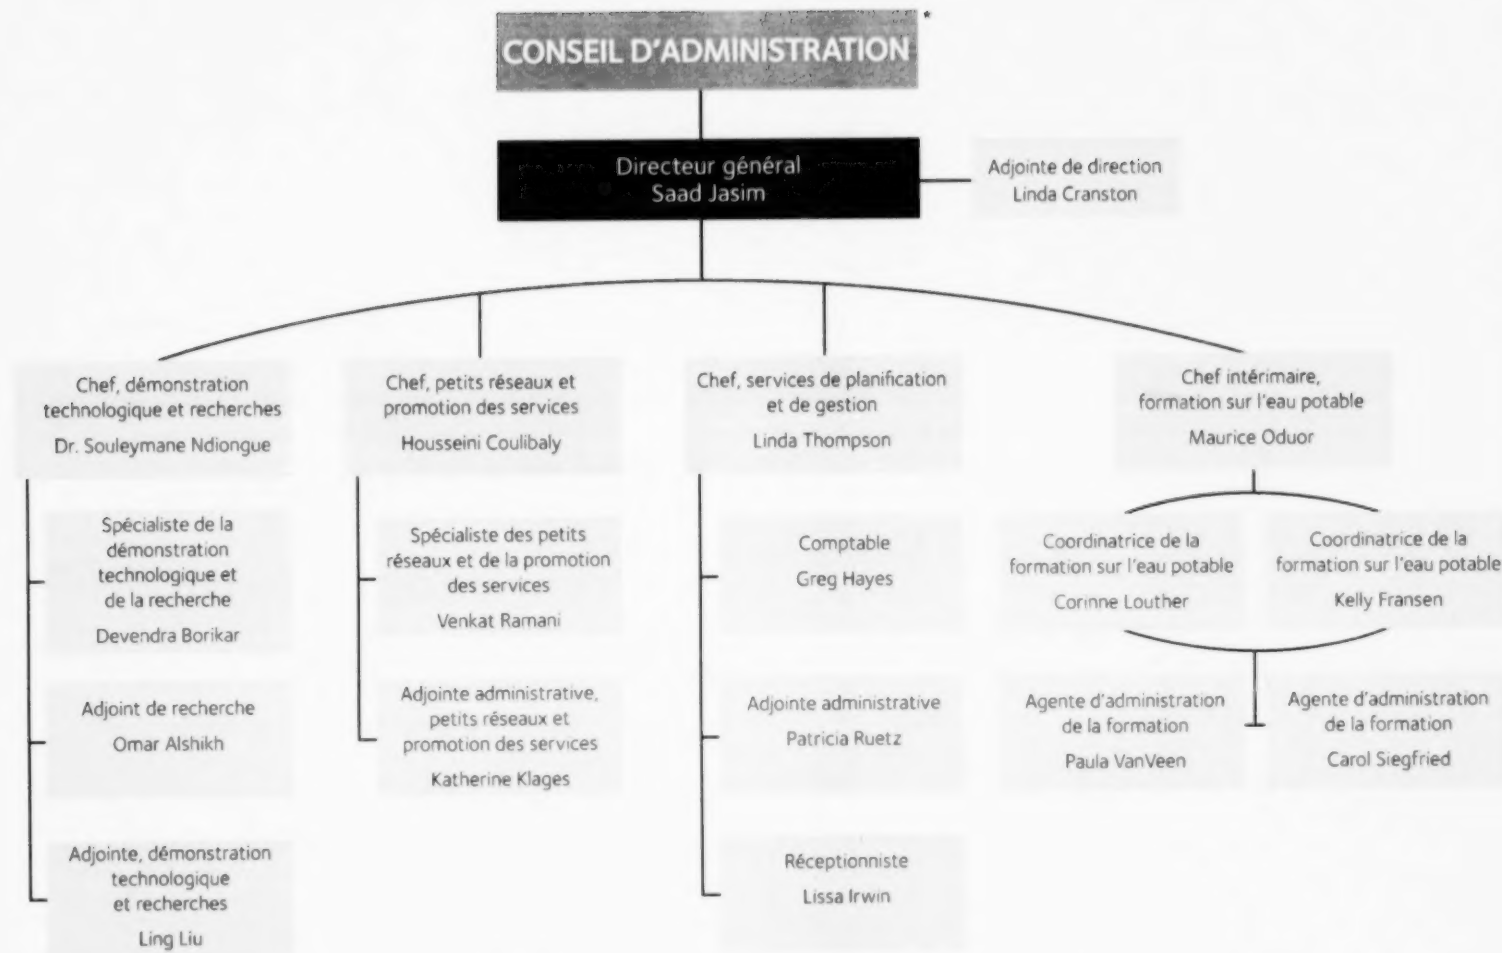 CONSEIL D'ADMINISTRATION *
Directeur général
Saad Jasim
Adjointe de direction
Linda Cranston
Chef, démonstration
technologique et recherches
Dr. Souleymane Ndiongue
Spécialiste de la
démonstration
technologique et
de la recherche
Devendra Borikar
Adjoint de recherche
Omar Alshikh
Adjointe, démonstration
technologique
et recherches
Ling Liu
Chef, petits réseaux et
promotion des services
Housseini Coulibaly
Spécialiste des petits
réseaux et de la promotion
des services
Venkat Ramani
Adjointe administrative,
petits réseaux et
promotion des services
Katherine Klages
Chef, services de planification
et de gestion
Linda Thompson
Comptable
Greg Hayes
Adjointe administrative
Patricia Ruetz
Réceptionniste
Lissa Irwin
Chef intérimaire,
formation sur l'eau potable
Maurice Oduor
Coordinatrice de la
formation sur l'eau potable
Corinne Louther
Coordinatrice de la
formation sur l'eau potable
Kelly Fransen
Agente d'administration
de la formation
Paula VanVeen
Agente d'administration
de la formation
Carol Siegfried